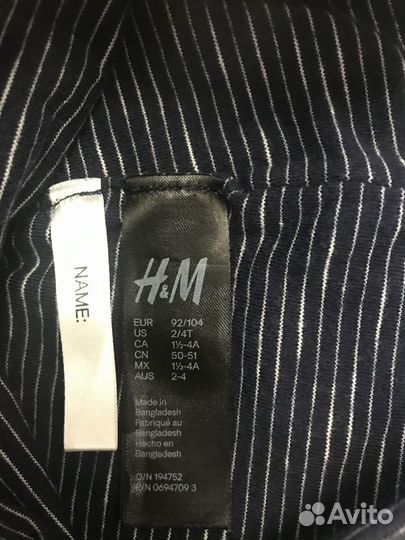 NAME:
H&M
EUR 92/104
US 2/4T
CA 1½-4A
CN 50-51
MX 1½-4A
AUS 2-4
Made in
Bangladesh
Fabriqué au
Bangladesh
Hecho en
Bangladesh
O/N 194752
P/N 0694709 3
Avito